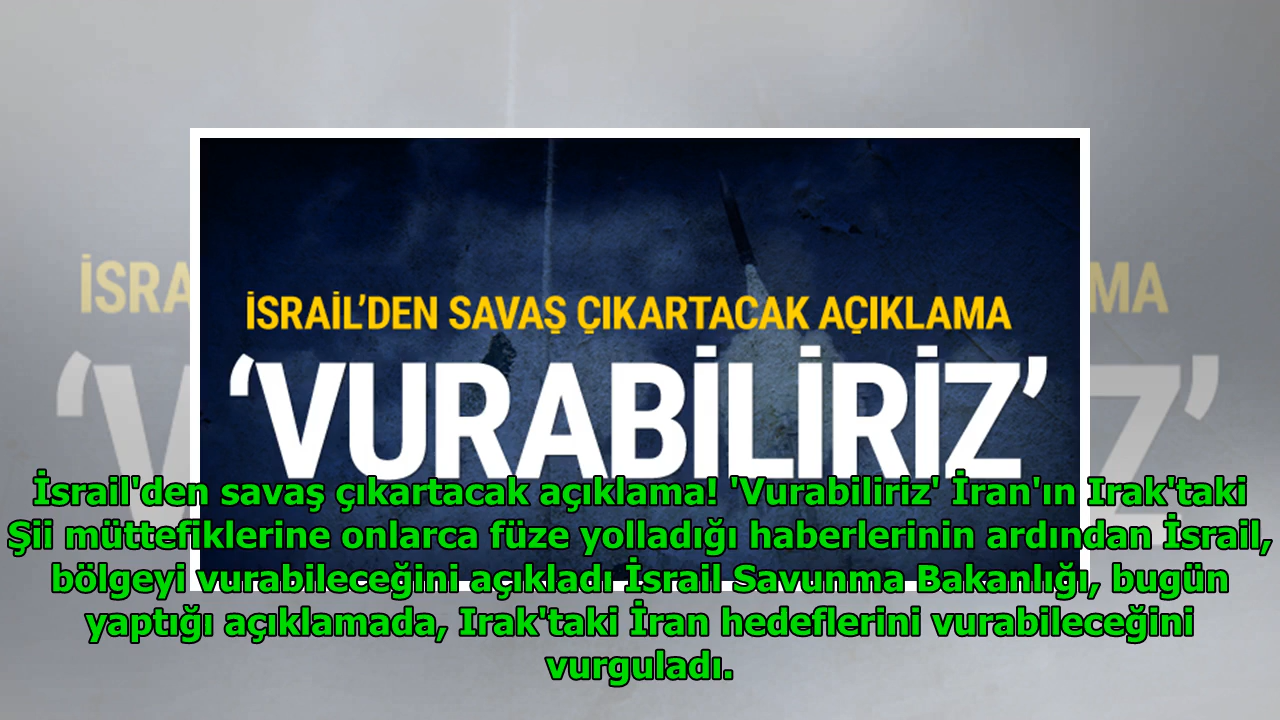 İSRAİL’DEN SAVAŞ ÇIKARTACAK AÇIKLAMA
‘VURABİLİRİZ’
İsrail'den savaş çıkartacak açıklama! 'Vurabiliriz' İran'ın Irak'taki
Şii müttefiklerine onlarca füze yolladığı haberlerinin ardından İsrail,
bölgeyi vurabileceğini açıkladı İsrail Savunma Bakanlığı, bugün
yaptığı açıklamada, Irak'taki İran hedeflerini vurabileceğini
vurguladı.